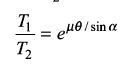 T₁/T₂ = e^{μθ/sin α}